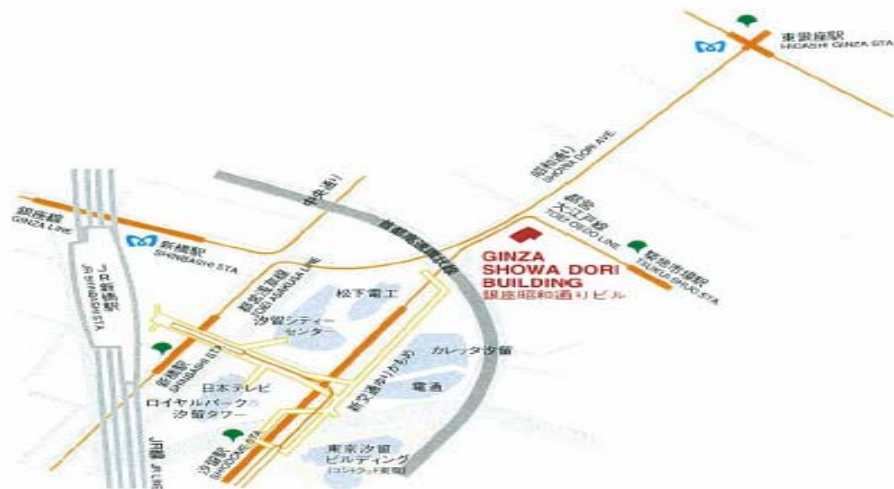 東銀座駅
HIGASHI GINZA STA
昭和通り
SHOWA DORI AVE.
中央通り
首都高速環状線
都営
大江戸線
TOEI OEDO LINE
築地市場駅
TSUKIJI SHIJO STA
銀座線
GINZA LINE
新橋駅
SHINBASHI STA
GINZA
SHOWA DORI
BUILDING
銀座昭和通りビル
都営浅草線
TOEI ASAKUSA LINE
松下電工
汐留シティー
センター
JR新橋駅
JR SHINBASHI STA
新橋駅
SHINBASHI STA
カレッタ汐留
電通
新交通ゆりかもめ
日本テレビ
ロイヤルパーク
汐留タワー
汐留駅
SHIODOME STA
東京汐留
ビルディング
JR線 JR LINE